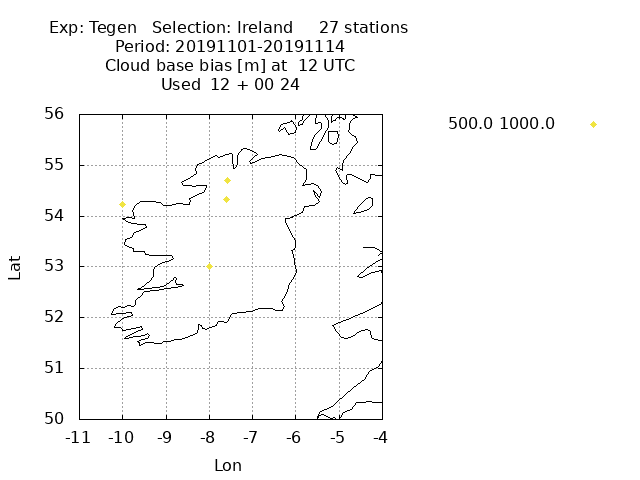 Exp: Tegen   Selection: Ireland     27 stations
Period: 20191101-20191114
Cloud base bias [m] at  12 UTC
Used  12 + 00 24
500.0 1000.0
56
55
54
53
52
51
50
Lat
-11 -10 -9 -8 -7 -6 -5 -4
Lon